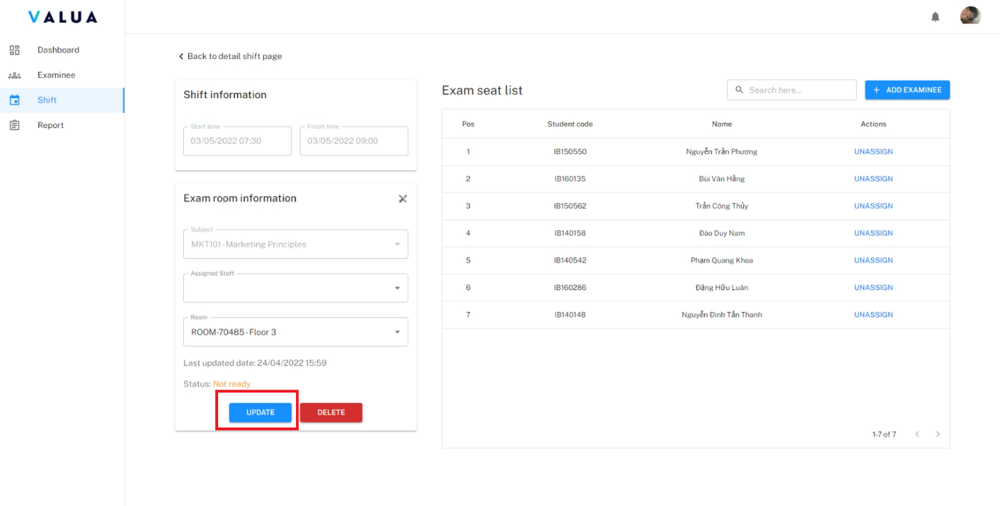 VALUA
Dashboard
Examinee
Shift
Report
Back to detail shift page
Shift information
Start time
03/05/2022 07:30
Finish time
03/05/2022 09:00
Exam room information
Subject
MKT101 - Marketing Principles
Assigned Staff
Room
ROOM-70485 - Floor 3
Last updated date: 24/04/2022 15:59
Status: Not ready
UPDATE
DELETE
Exam seat list
Search here...
+ ADD EXAMINEE
Pos Student code Name Actions
1 IB150550 Nguyễn Trần Phương UNASSIGN
2 IB160135 Bùi Văn Hằng UNASSIGN
3 IB150562 Trần Công Thủy UNASSIGN
4 IB140158 Đào Duy Nam UNASSIGN
5 IB140542 Phạm Quang Khoa UNASSIGN
6 IB160286 Đặng Hữu Luân UNASSIGN
7 IB140148 Nguyễn Đình Tấn Thanh UNASSIGN
1-7 of 7